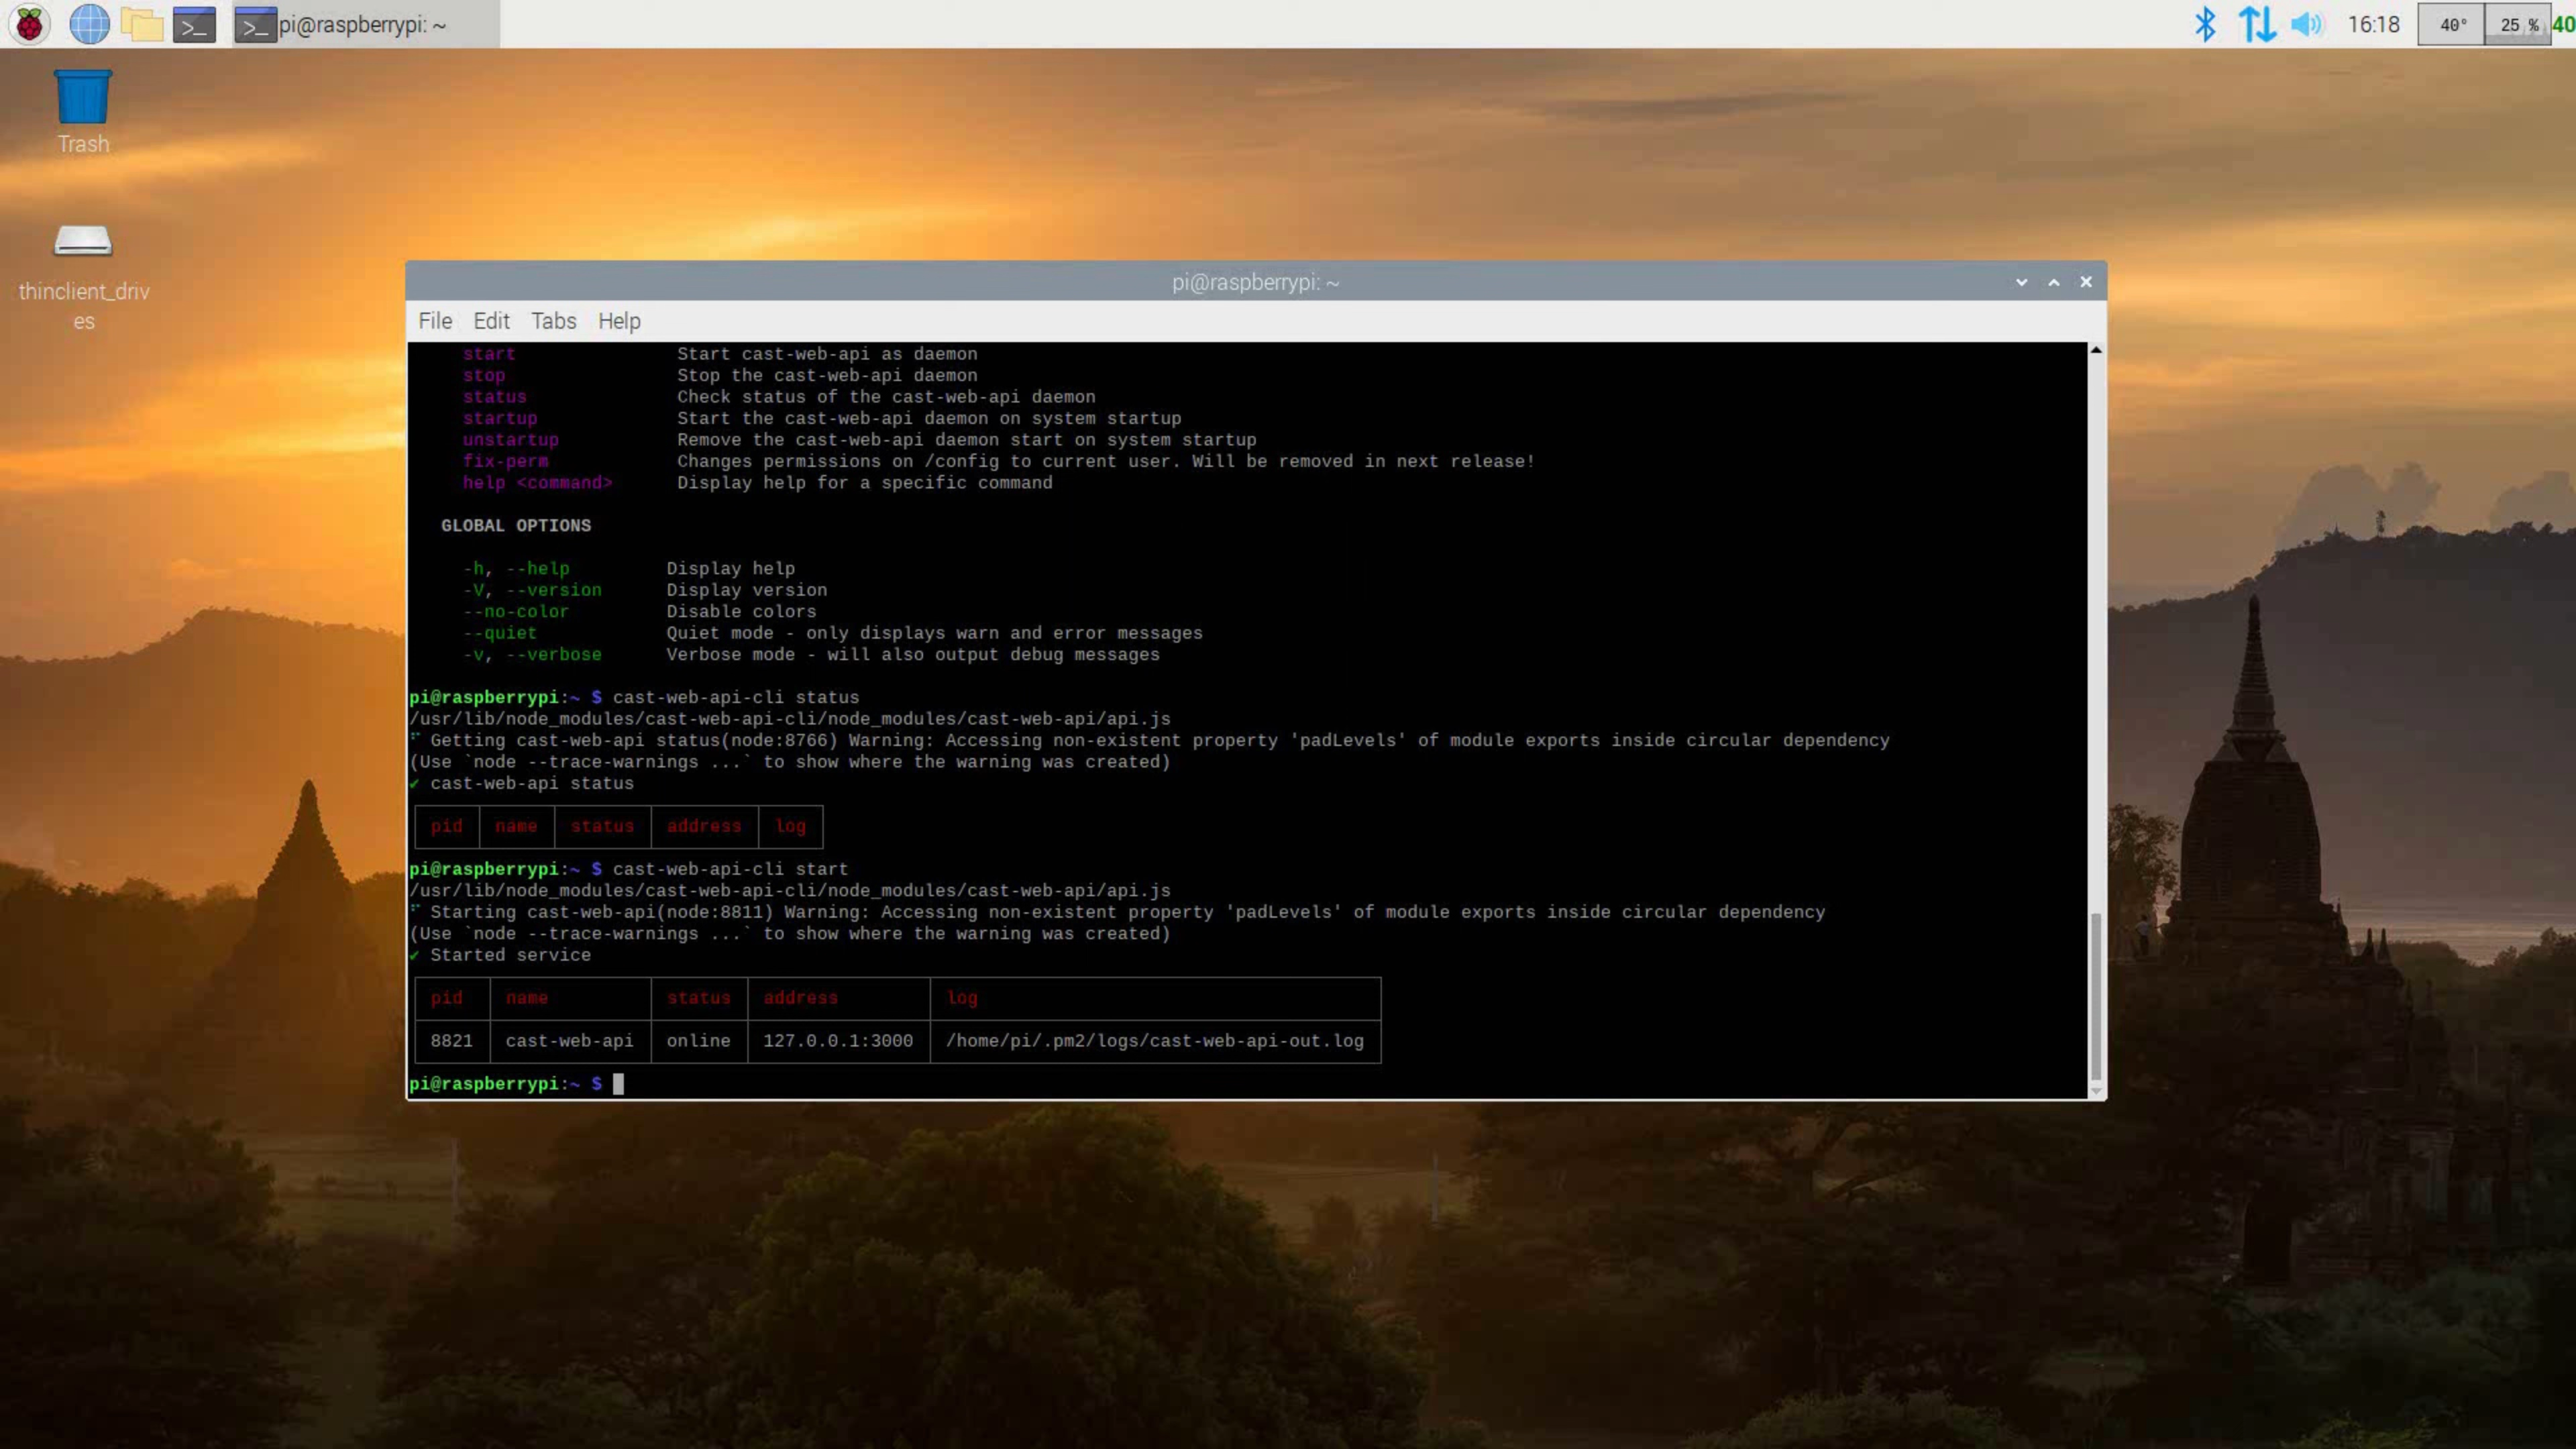 pi@raspberrypi: ~
16:18
40°
25 %
40
Trash
thinclient_driv
es
pi@raspberrypi: ~
File Edit Tabs Help
start Start cast-web-api as daemon
stop Stop the cast-web-api daemon
status Check status of the cast-web-api daemon
startup Start the cast-web-api daemon on system startup
unstartup Remove the cast-web-api daemon start on system startup
fix-perm Changes permissions on /config to current user. Will be removed in next release!
help <command> Display help for a specific command
GLOBAL OPTIONS
-h, --help Display help
-V, --version Display version
--no-color Disable colors
--quiet Quiet mode - only displays warn and error messages
-v, --verbose Verbose mode - will also output debug messages
pi@raspberrypi:~ $ cast-web-api-cli status
/usr/lib/node_modules/cast-web-api-cli/node_modules/cast-web-api/api.js
Getting cast-web-api status(node:8766) Warning: Accessing non-existent property 'padLevels' of module exports inside circular dependency
(Use `node --trace-warnings ...` to show where the warning was created)
✔ cast-web-api status
pid name status address log
pi@raspberrypi:~ $ cast-web-api-cli start
/usr/lib/node_modules/cast-web-api-cli/node_modules/cast-web-api/api.js
Starting cast-web-api(node:8811) Warning: Accessing non-existent property 'padLevels' of module exports inside circular dependency
(Use `node --trace-warnings ...` to show where the warning was created)
✔ Started service
pid name status address log
8821 cast-web-api online 127.0.0.1:3000 /home/pi/.pm2/logs/cast-web-api-out.log
pi@raspberrypi:~ $